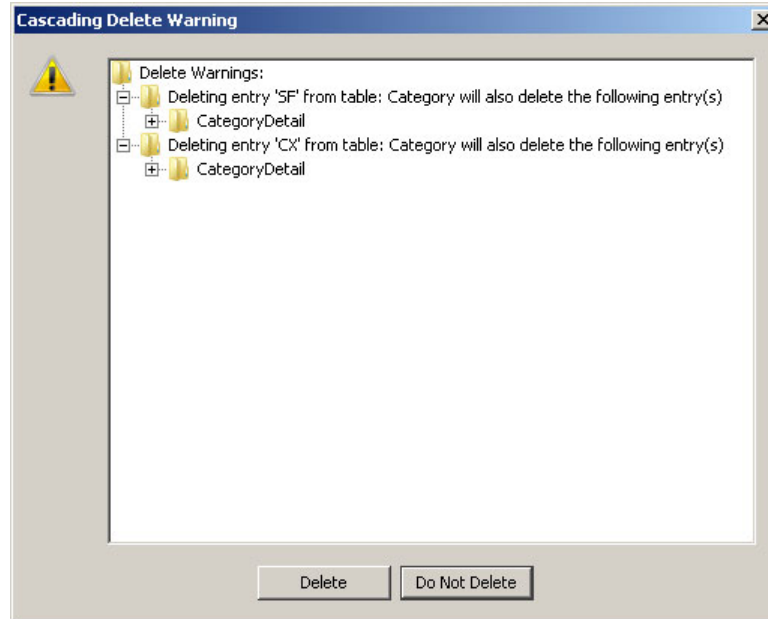 Cascading Delete Warning
Delete Warnings:
Deleting entry 'SF' from table: Category will also delete the following entry(s)
CategoryDetail
Deleting entry 'CX' from table: Category will also delete the following entry(s)
CategoryDetail
Delete
Do Not Delete